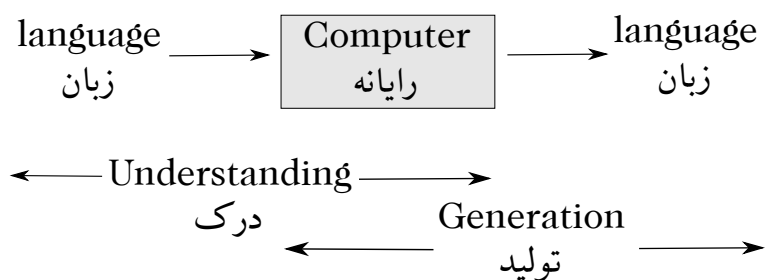 language
زبان
Computer
رایانه
language
زبان
Understanding
درک
Generation
تولید